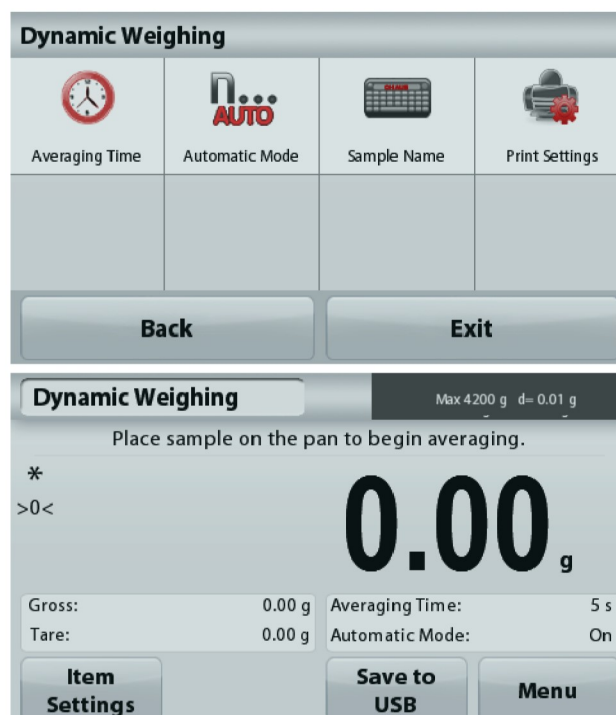 Dynamic Weighing
AUTO
Averaging Time Automatic Mode Sample Name Print Settings
Back Exit
Dynamic Weighing Max 4200 g d= 0.01 g
Place sample on the pan to begin averaging.
*
>0<
0.00 g
Gross: 0.00 g Averaging Time: 5 s
Tare: 0.00 g Automatic Mode: On
Item Settings Save to USB Menu